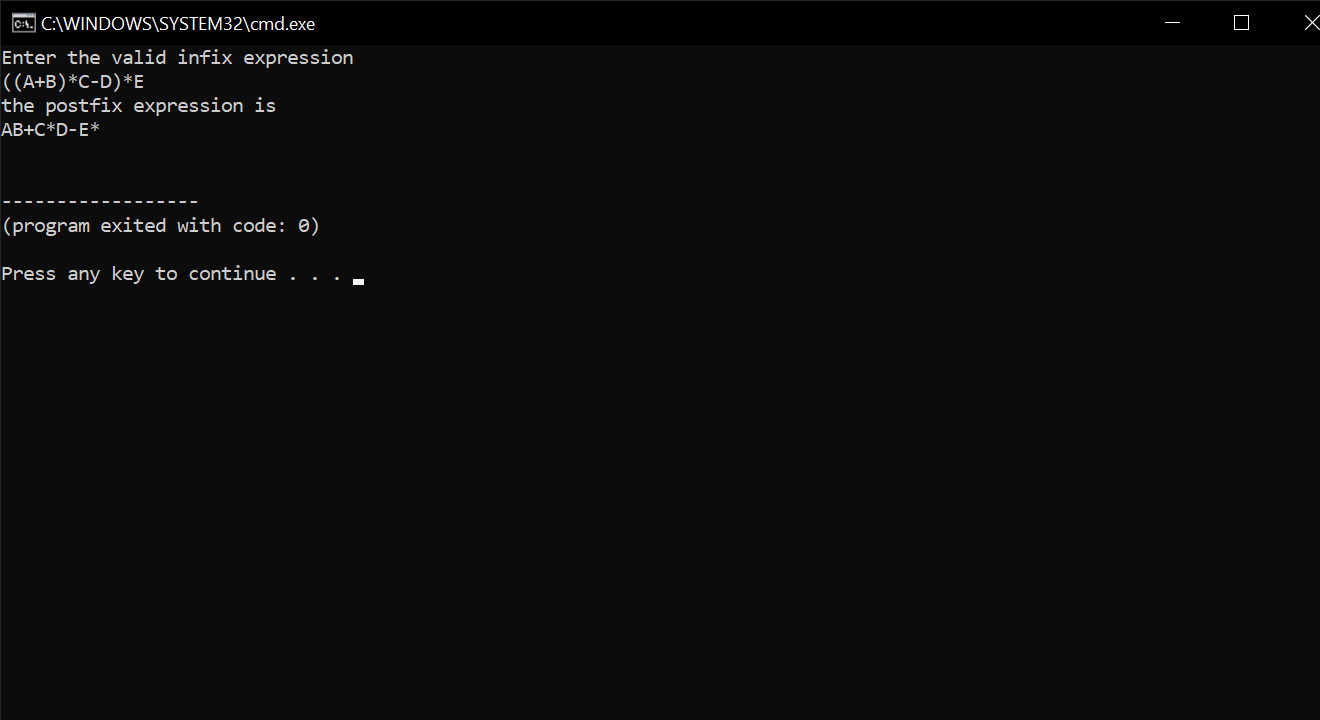 C:\WINDOWS\SYSTEM32\cmd.exe
Enter the valid infix expression
((A+B)*C-D)*E
the postfix expression is
AB+C*D-E*
------------------
(program exited with code: 0)
Press any key to continue . . .